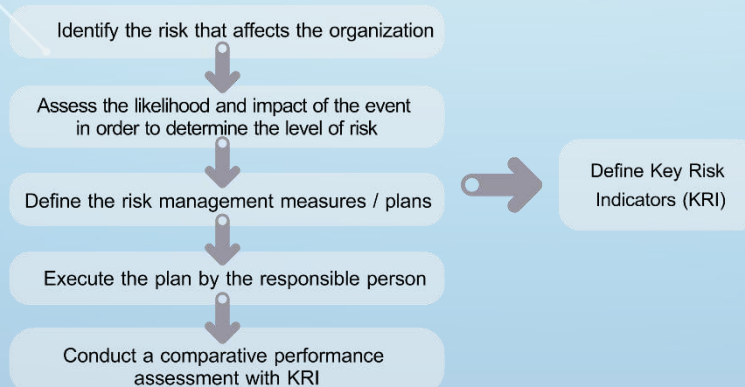 Identify the risk that affects the organization
Assess the likelihood and impact of the event
in order to determine the level of risk
Define the risk management measures / plans
Define Key Risk
Indicators (KRI)
Execute the plan by the responsible person
Conduct a comparative performance
assessment with KRI